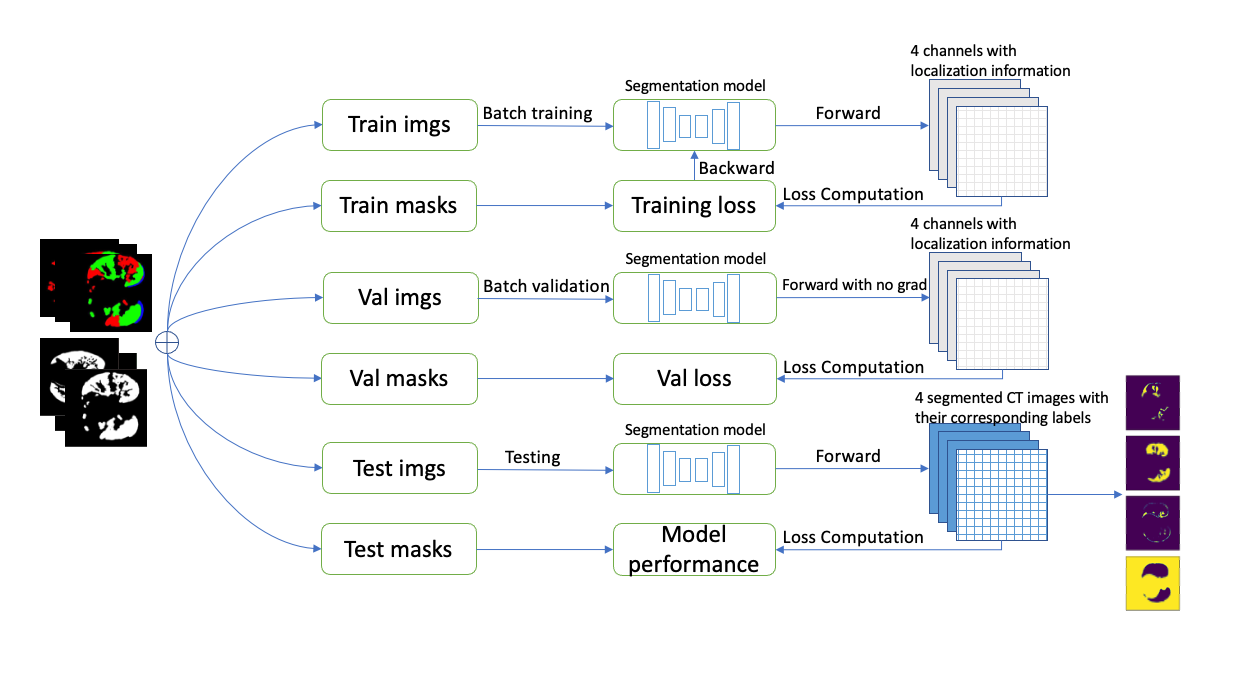 4 channels with
localization information
Segmentation model
Train imgs
Batch training
Forward
Backward
Train masks
Training loss
Loss Computation
4 channels with
localization information
Segmentation model
Val imgs
Batch validation
Forward with no grad
Val masks
Val loss
Loss Computation
4 segmented CT images with
their corresponding labels
Segmentation model
Test imgs
Testing
Forward
Test masks
Model
performance
Loss Computation